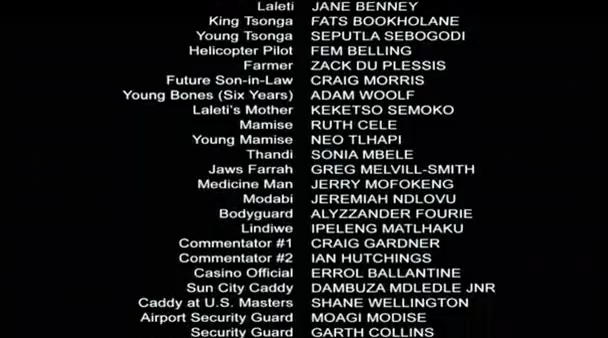 Laleti JANE BENNEY
King Tsonga FATS BOOKHOLANE
Young Tsonga SEPUTLA SEBOGODI
Helicopter Pilot FEM BELLING
Farmer ZACK DU PLESSIS
Future Son-in-Law CRAIG MORRIS
Young Bones (Six Years) ADAM WOOLF
Laleti's Mother KEKETSO SEMOKO
Mamise RUTH CELE
Young Mamise NEO TLHAPI
Thandi SONIA MBELE
Jaws Farrah GREG MELVILL-SMITH
Medicine Man JERRY MOFOKENG
Modabi JEREMIAH NDLOVU
Bodyguard ALYZZANDER FOURIE
Lindiwe IPELENG MATLHAKU
Commentator #1 CRAIG GARDNER
Commentator #2 IAN HUTCHINGS
Casino Official ERROL BALLANTINE
Sun City Caddy DAMBUZA MDLEDLE JNR
Caddy at U.S. Masters SHANE WELLINGTON
Airport Security Guard MOAGI MODISE
Security Guard GARTH COLLINS